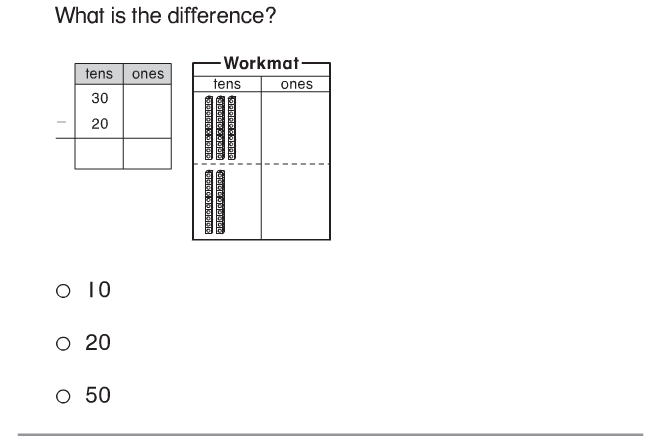 What is the difference?
tens ones
30
− 20
Workmat
tens ones
10
20
50